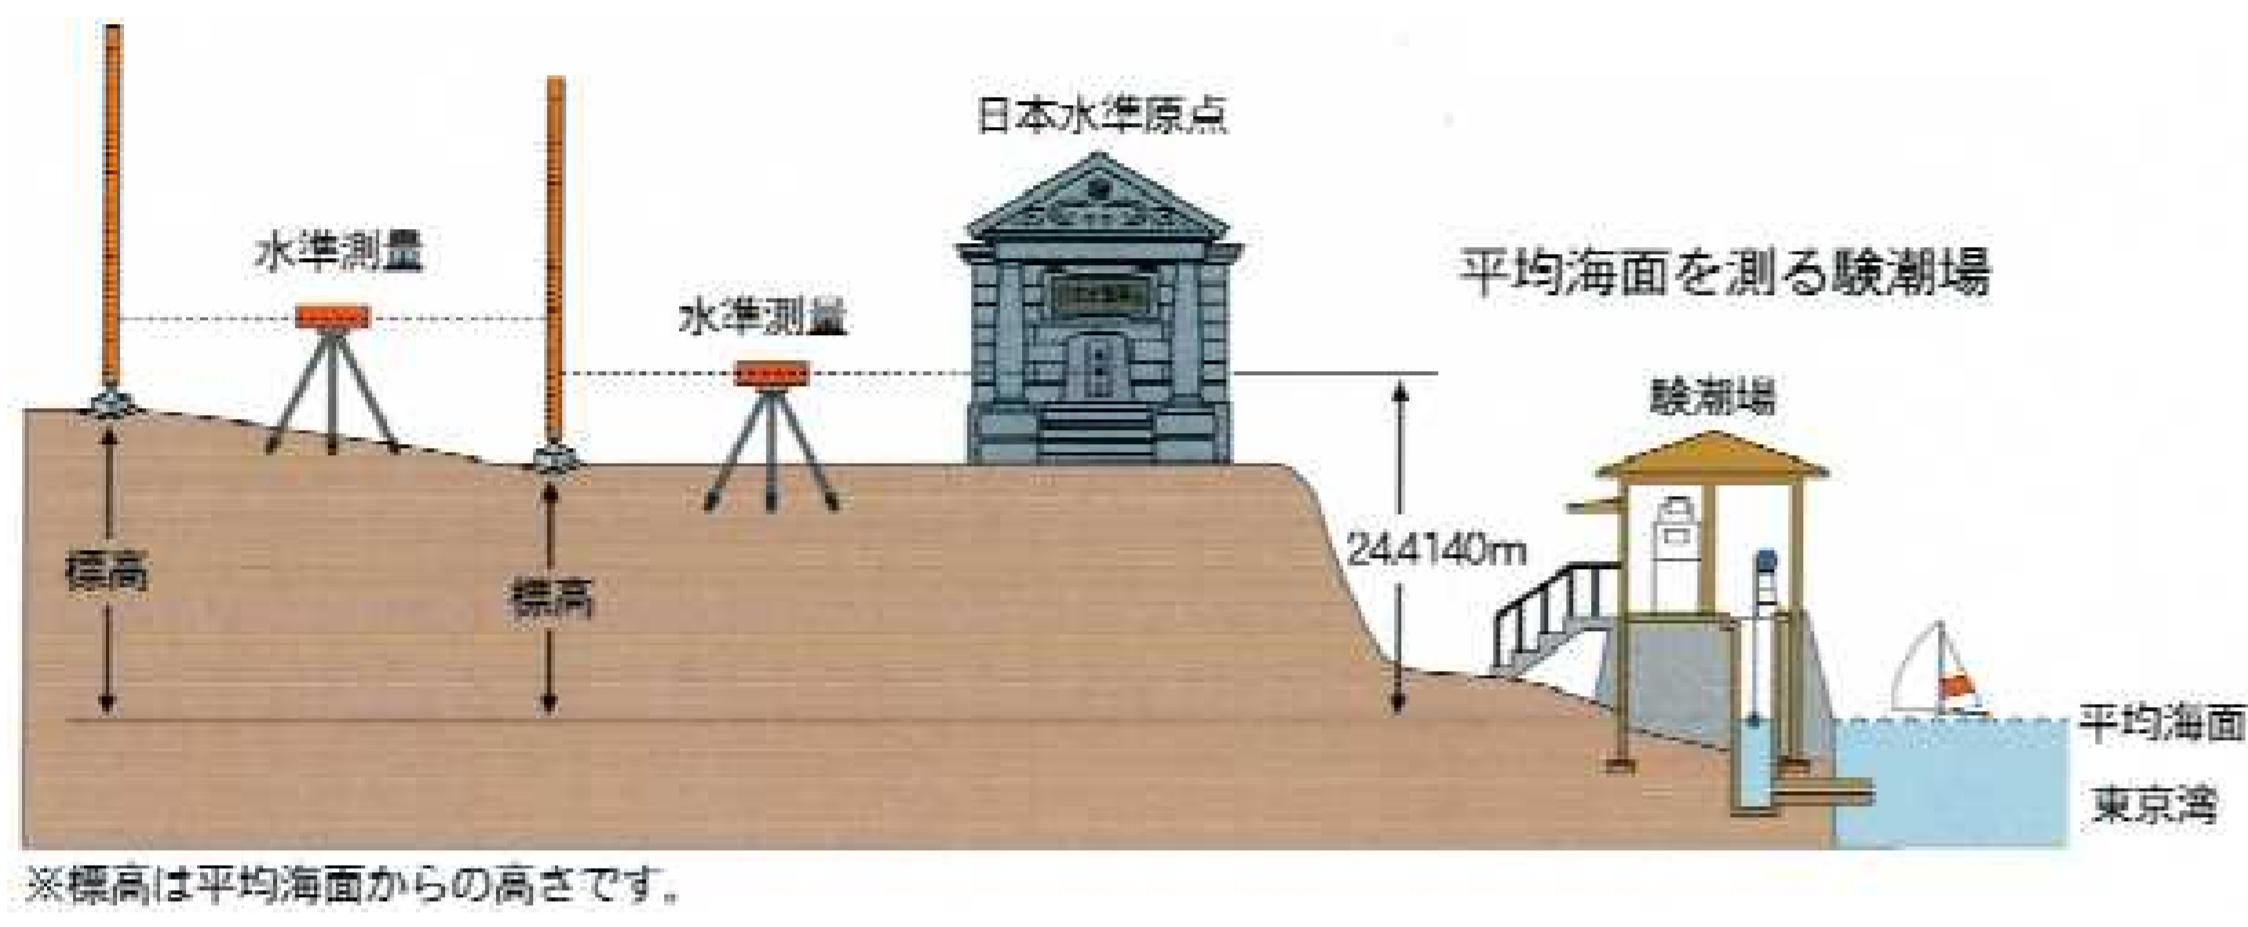 日本水準原点
水準測量
平均海面を測る験潮場
水準測量
験潮場
24.4140m
標高
標高
平均海面
東京湾
※標高は平均海面からの高さです。